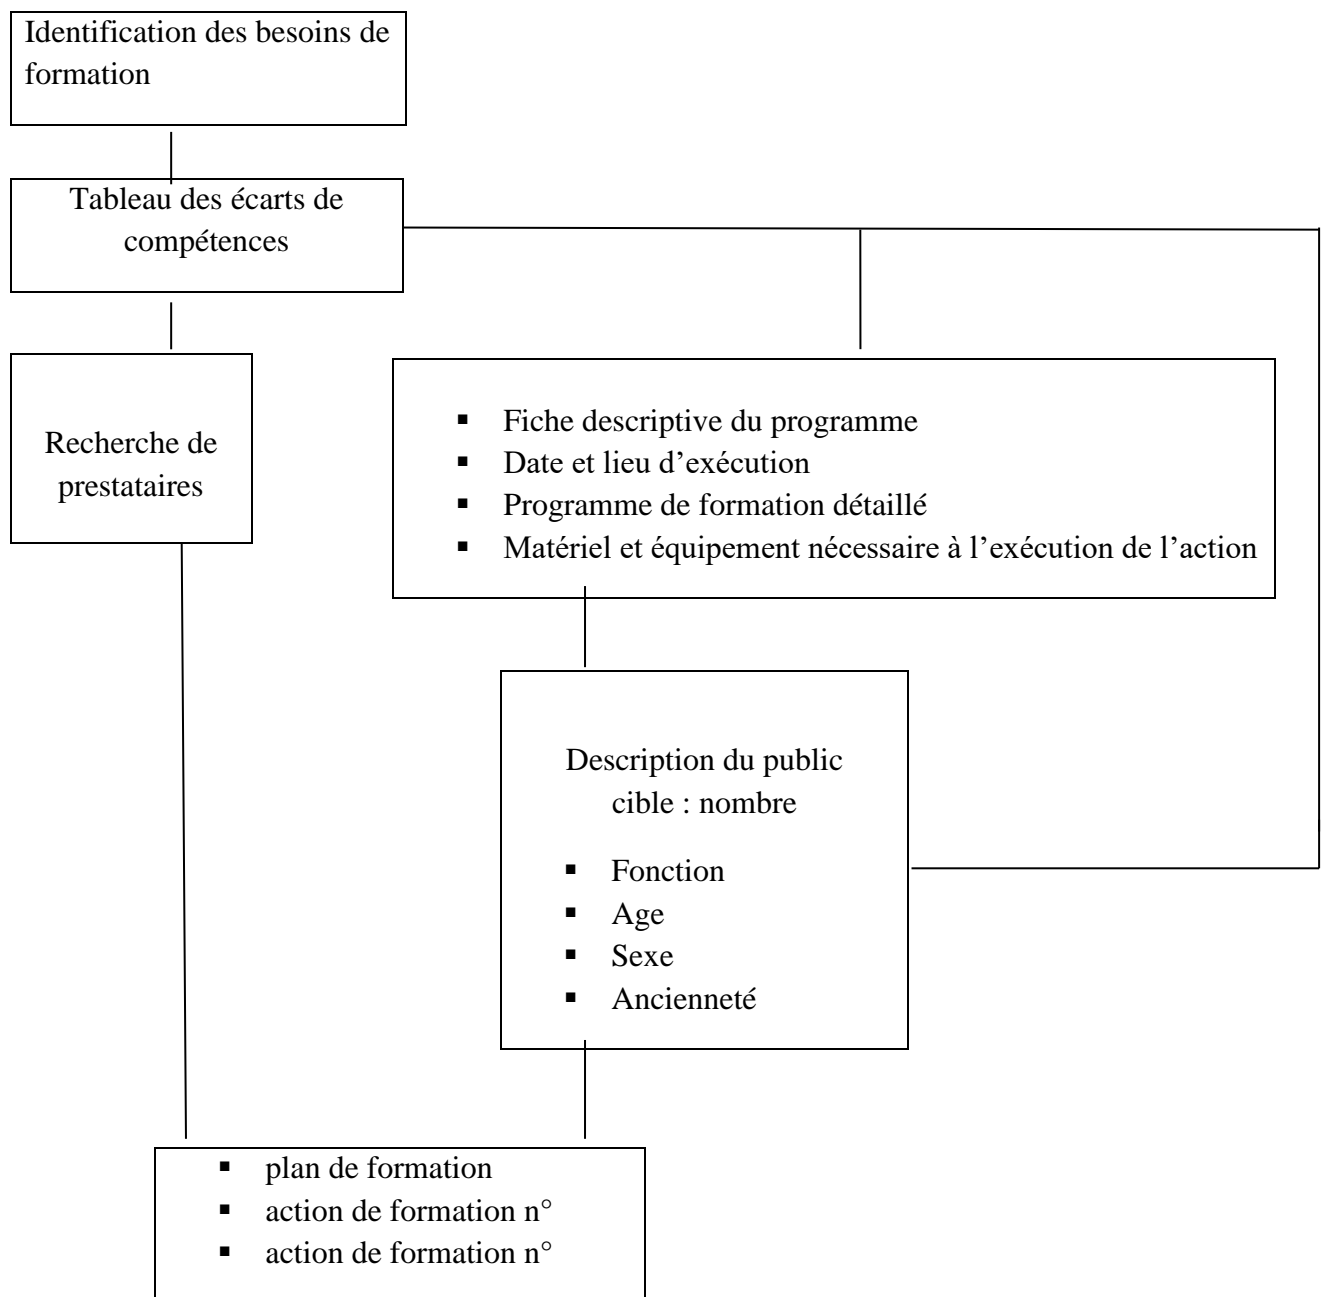 Identification des besoins de
formation
Tableau des écarts de
compétences
Recherche de
prestataires
▪ Fiche descriptive du programme
▪ Date et lieu d’exécution
▪ Programme de formation détaillé
▪ Matériel et équipement nécessaire à l’exécution de l’action
Description du public
cible : nombre
▪ Fonction
▪ Age
▪ Sexe
▪ Ancienneté
▪ plan de formation
▪ action de formation n°
▪ action de formation n°